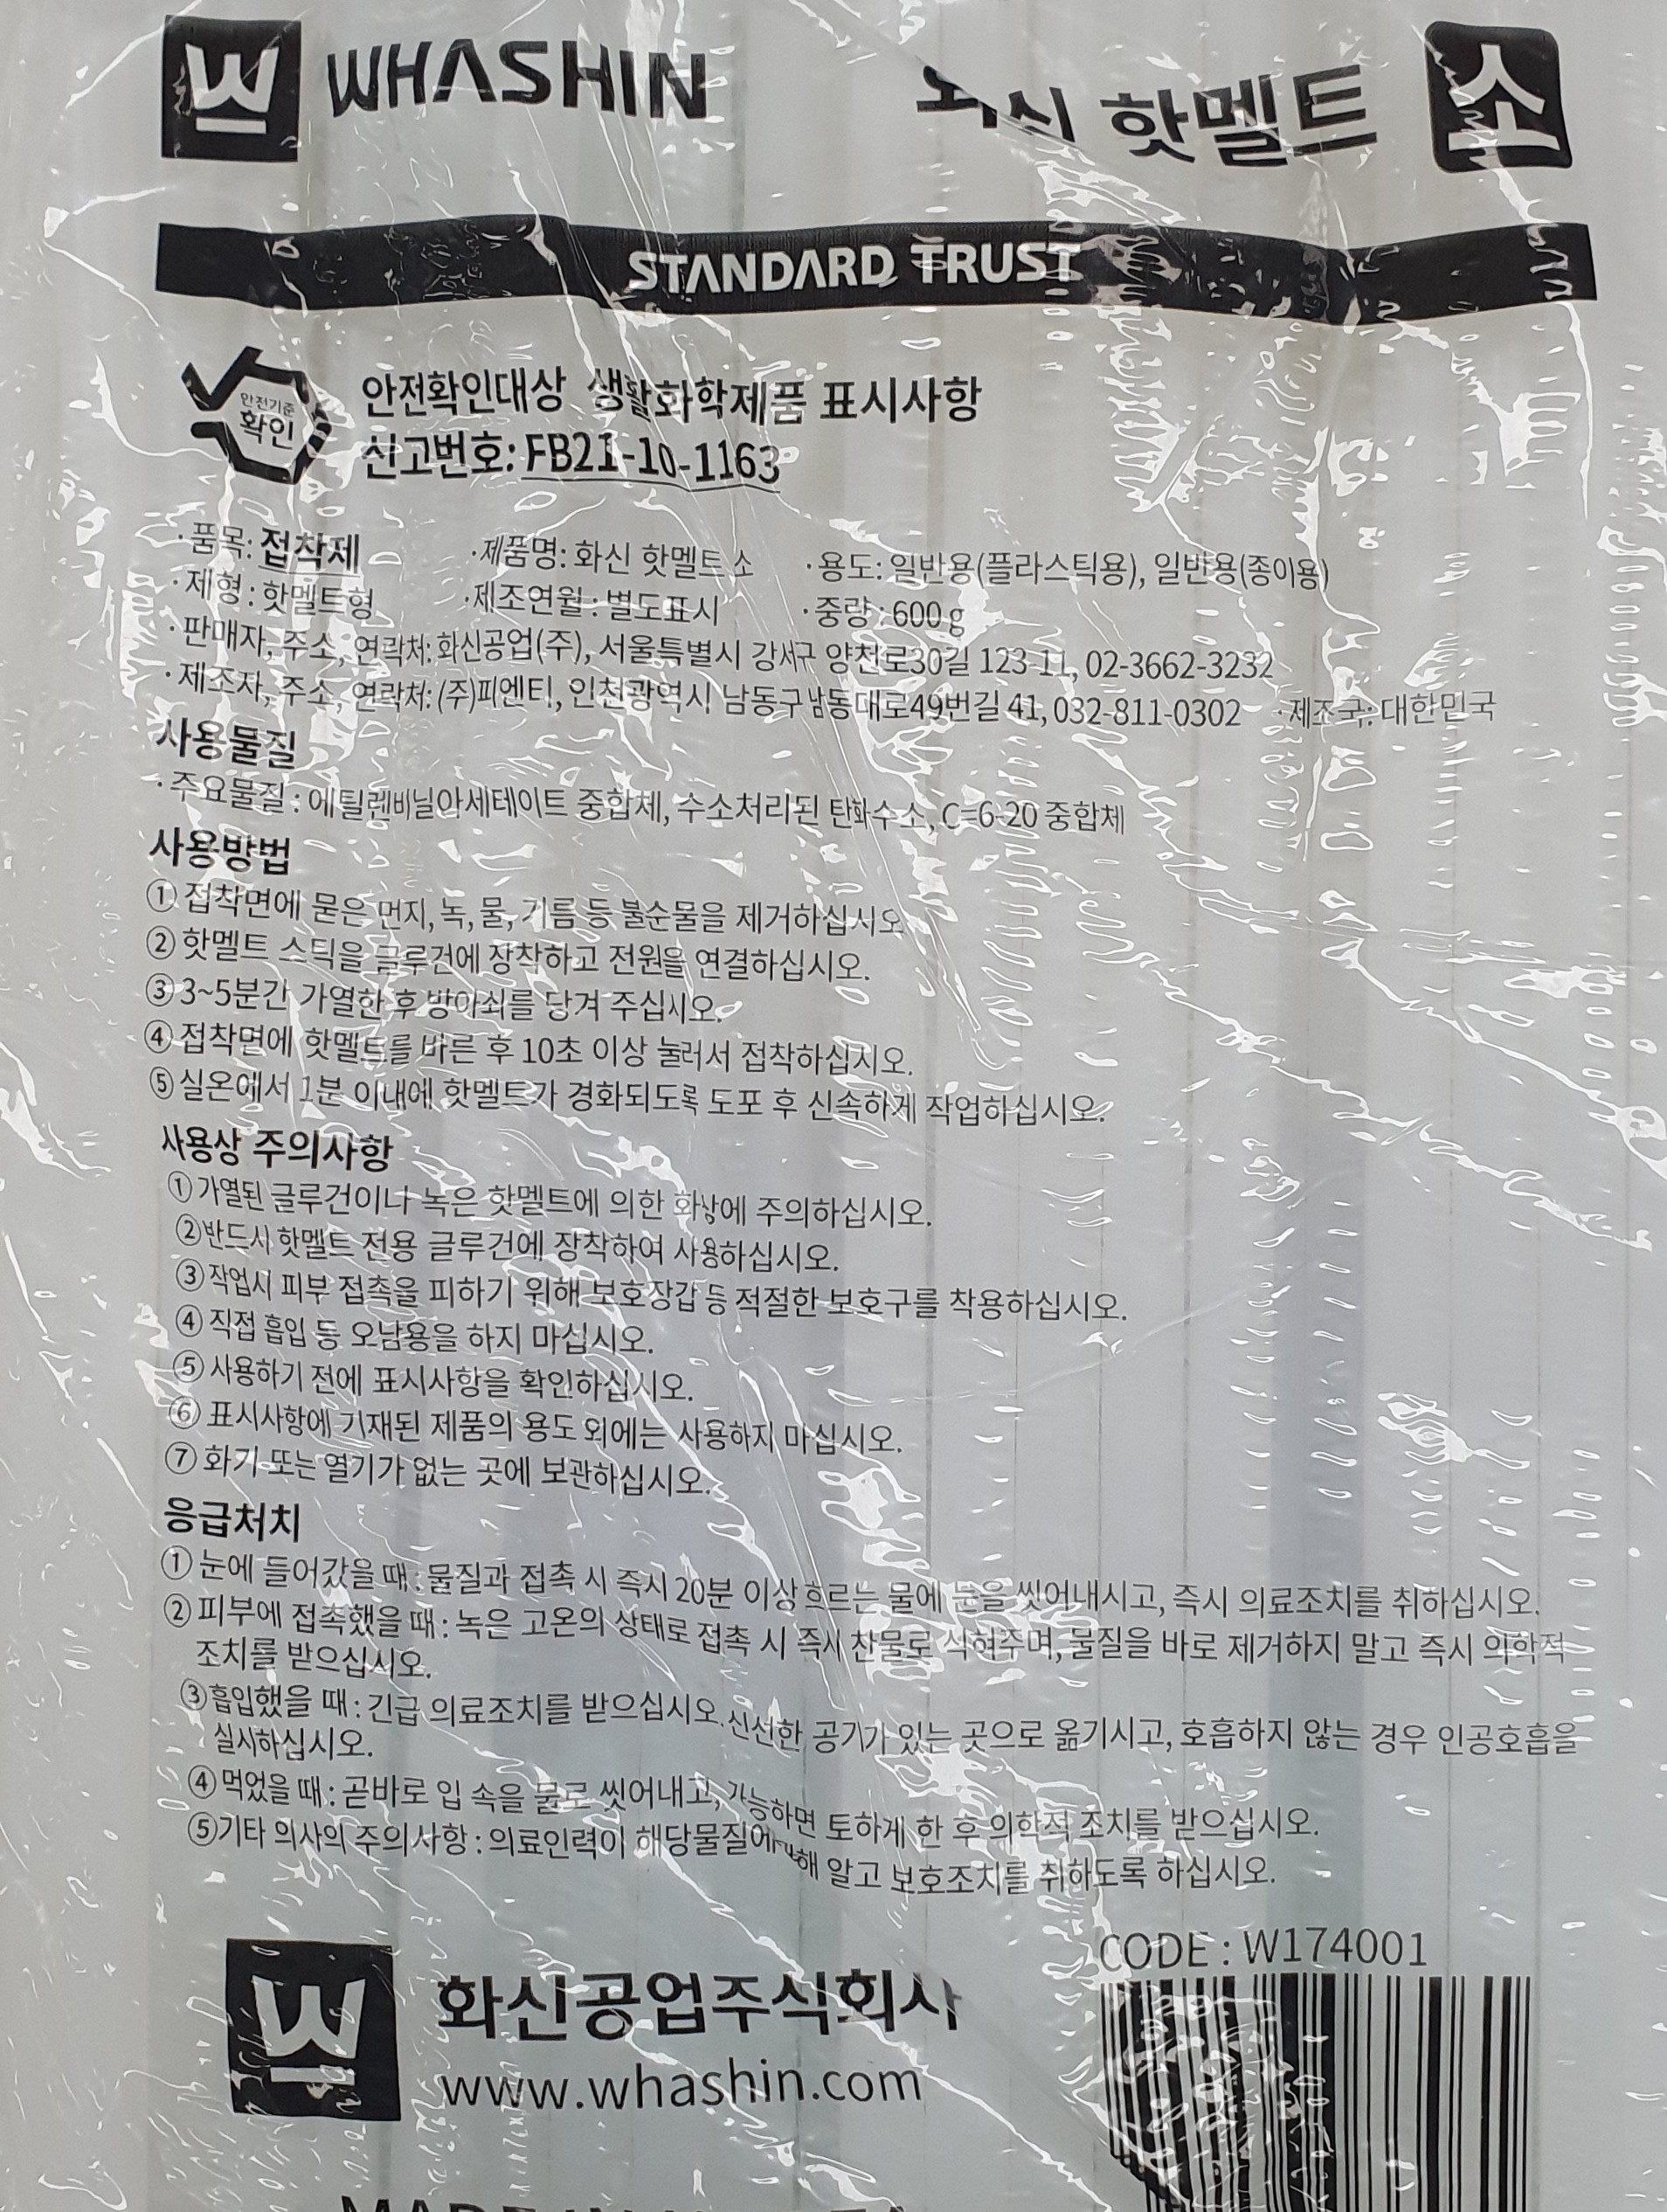 WHASHIN 화신 핫멜트 소
STANDARD TRUST
안전기준
확인
안전확인대상 생활화학제품 표시사항
신고번호: FB21-10-1163
·품목: 접착제 ·제품명: 화신 핫멜트 소 ·용도: 일반용(플라스틱용), 일반용(종이용)
·제형: 핫멜트형 ·제조연월 : 별도표시 ·중량 : 600 g
·판매자, 주소, 연락처: 화신공업(주), 서울특별시 강서구 양천로30길 123-11, 02-3662-3232
·제조자, 주소, 연락처: (주)피엔티, 인천광역시 남동구 남동대로49번길 41, 032-811-0302 ·제조국: 대한민국
사용물질
·주요물질 : 에틸렌비닐아세테이트 중합체, 수소처리된 탄화수소, C=6-20 중합체
사용방법
① 접착면에 묻은 먼지, 녹, 물, 기름 등 불순물을 제거하십시오
② 핫멜트 스틱을 글루건에 장착하고 전원을 연결하십시오.
③ 3~5분간 가열한 후 방아쇠를 당겨 주십시오.
④ 접착면에 핫멜트를 바른 후 10초 이상 눌러서 접착하십시오.
⑤ 실온에서 1분 이내에 핫멜트가 경화되도록 도포 후 신속하게 작업하십시오.
사용상 주의사항
① 가열된 글루건이나 녹은 핫멜트에 의한 화상에 주의하십시오.
② 반드시 핫멜트 전용 글루건에 장착하여 사용하십시오.
③ 작업시 피부 접촉을 피하기 위해 보호장갑 등 적절한 보호구를 착용하십시오.
④ 직접 흡입 등 오남용을 하지 마십시오.
⑤ 사용하기 전에 표시사항을 확인하십시오.
⑥ 표시사항에 기재된 제품의 용도 외에는 사용하지 마십시오.
⑦ 화기 또는 열기가 없는 곳에 보관하십시오.
응급처치
① 눈에 들어갔을 때 : 물질과 접촉 시 즉시 20분 이상 흐르는 물에 눈을 씻어내시고, 즉시 의료조치를 취하십시오.
② 피부에 접촉했을 때 : 녹은 고온의 상태로 접촉 시 즉시 찬물로 식혀주며, 물질을 바로 제거하지 말고 즉시 의학적
조치를 받으십시오.
③ 흡입했을 때 : 긴급 의료조치를 받으십시오. 신선한 공기가 있는 곳으로 옮기시고, 호흡하지 않는 경우 인공호흡을
실시하십시오.
④ 먹었을 때 : 곧바로 입 속을 물로 씻어내고, 가능하면 토하게 한 후 의학적 조치를 받으십시오.
⑤ 기타 의사의 주의사항 : 의료인력이 해당물질에 대해 알고 보호조치를 취하도록 하십시오.
CODE : W174001
화신공업주식회사
www.whashin.com